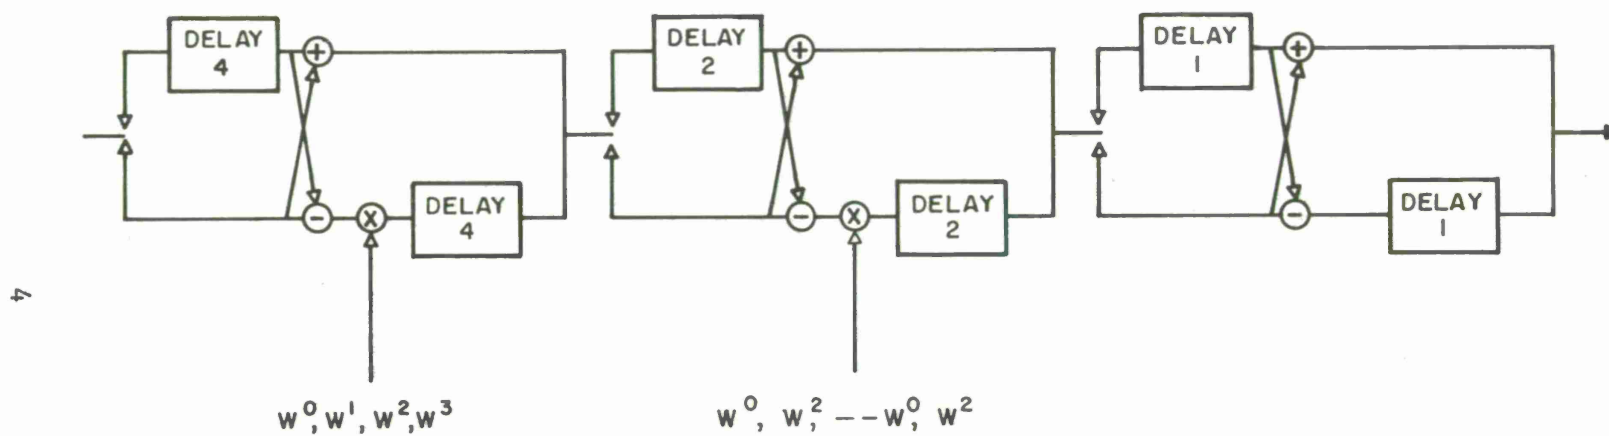 DELAY
4
DELAY
2
DELAY
1
+
+
+
−
×
DELAY
4
−
×
DELAY
2
−
DELAY
1
4
W⁰, W¹, W², W³
W⁰, W², -- W⁰, W²